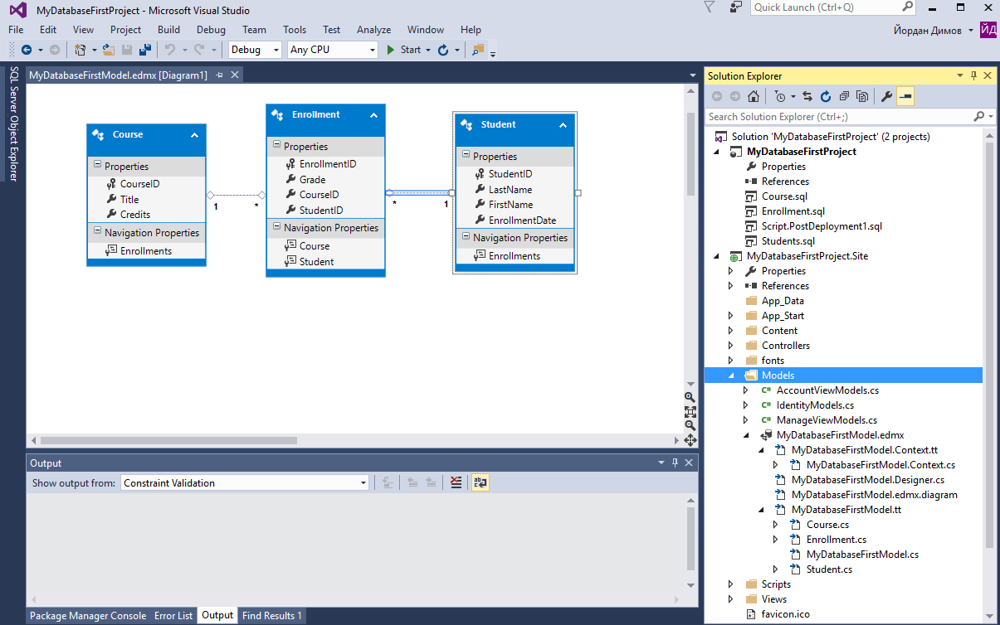 MyDatabaseFirstProject - Microsoft Visual Studio
Quick Launch (Ctrl+Q)
File Edit View Project Build Debug Team Tools Test Analyze Window Help
Йордан Димов
ЙД
Debug
Any CPU
Start
SQL Server Object Explorer
MyDatabaseFirstModel.edmx [Diagram1]
Course
Properties
CourseID
Title
Credits
Navigation Properties
Enrollments
1
*
Enrollment
Properties
EnrollmentID
Grade
CourseID
StudentID
Navigation Properties
Course
Student
*
1
Student
Properties
StudentID
LastName
FirstName
EnrollmentDate
Navigation Properties
Enrollments
Output
Show output from: Constraint Validation
Package Manager Console Error List Output Find Results 1
Solution Explorer
Search Solution Explorer (Ctrl+;)
Solution 'MyDatabaseFirstProject' (2 projects)
MyDatabaseFirstProject
Properties
References
Course.sql
Enrollment.sql
Script.PostDeployment1.sql
Students.sql
MyDatabaseFirstProject.Site
Properties
References
App_Data
App_Start
Content
Controllers
fonts
Models
C# AccountViewModels.cs
C# IdentityModels.cs
C# ManageViewModels.cs
MyDatabaseFirstModel.edmx
MyDatabaseFirstModel.Context.tt
MyDatabaseFirstModel.Context.cs
MyDatabaseFirstModel.Designer.cs
MyDatabaseFirstModel.edmx.diagram
MyDatabaseFirstModel.tt
Course.cs
Enrollment.cs
MyDatabaseFirstModel.cs
Student.cs
Scripts
Views
favicon.ico